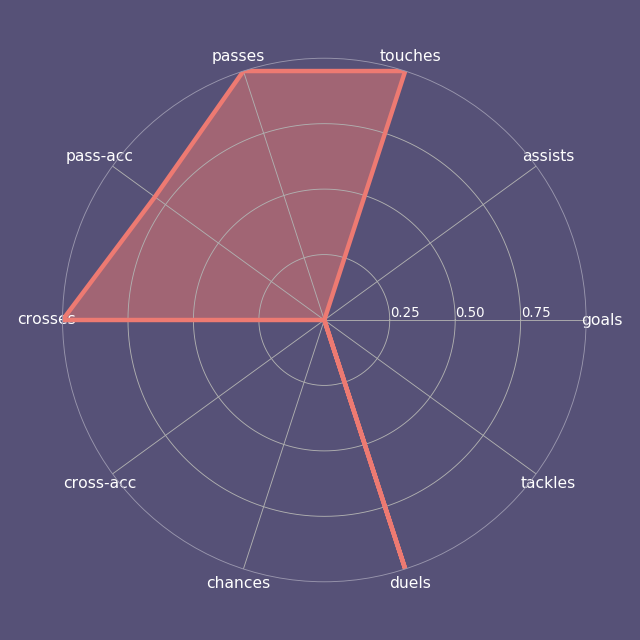 passes
touches
pass-acc
assists
0.25
0.50
0.75
crosses
goals
cross-acc
tackles
chances
duels